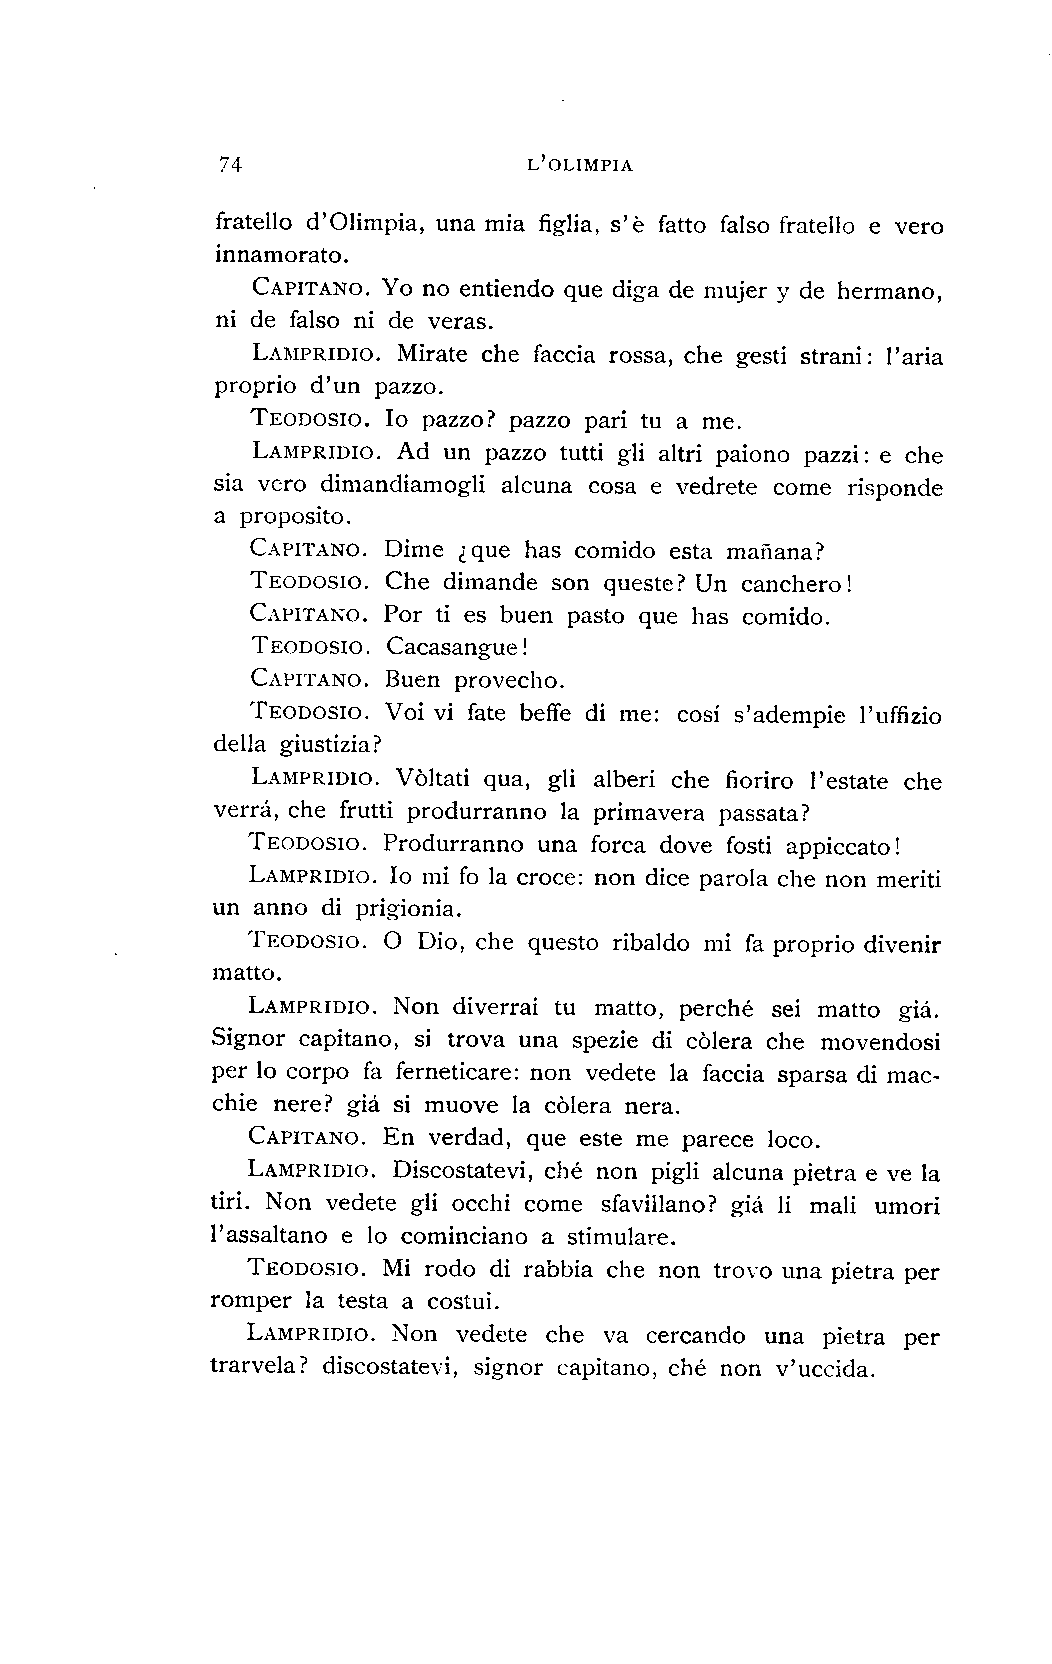 74 L'OLIMPIA
fratello d'Olimpia, una mia figlia, s'è fatto falso fratello e vero
innamorato.
CAPITANO. Yo no entiendo que diga de mujer y de hermano,
ni de falso ni de veras.
LAMPRIDIO. Mirate che faccia rossa, che gesti strani: l'aria
proprio d'un pazzo.
TEODOSIO. Io pazzo? pazzo pari tu a me.
LAMPRIDIO. Ad un pazzo tutti gli altri paiono pazzi: e che
sia vero dimandiamogli alcuna cosa e vedrete come risponde
a proposito.
CAPITANO. Dime ¿que has comido esta mañana?
TEODOSIO. Che dimande son queste? Un canchero!
CAPITANO. Por ti es buen pasto que has comido.
TEODOSIO. Cacasangue!
CAPITANO. Buen provecho.
TEODOSIO. Voi vi fate beffe di me: cosí s'adempie l'uffizio
della giustizia?
LAMPRIDIO. Vòltati qua, gli alberi che fioriro l'estate che
verrá, che frutti produrranno la primavera passata?
TEODOSIO. Produrranno una forca dove fosti appiccato!
LAMPRIDIO. Io mi fo la croce: non dice parola che non meriti
un anno di prigionia.
TEODOSIO. O Dio, che questo ribaldo mi fa proprio divenir
matto.
LAMPRIDIO. Non diverrai tu matto, perché sei matto giá.
Signor capitano, si trova una spezie di còlera che movendosi
per lo corpo fa ferneticare: non vedete la faccia sparsa di mac-
chie nere? giá si muove la còlera nera.
CAPITANO. En verdad, que este me parece loco.
LAMPRIDIO. Discostatevi, ché non pigli alcuna pietra e ve la
tiri. Non vedete gli occhi come sfavillano? giá li mali umori
l'assaltano e lo cominciano a stimulare.
TEODOSIO. Mi rodo di rabbia che non trovo una pietra per
romper la testa a costui.
LAMPRIDIO. Non vedete che va cercando una pietra per
trarvela? discostatevi, signor capitano, ché non v'uccida.